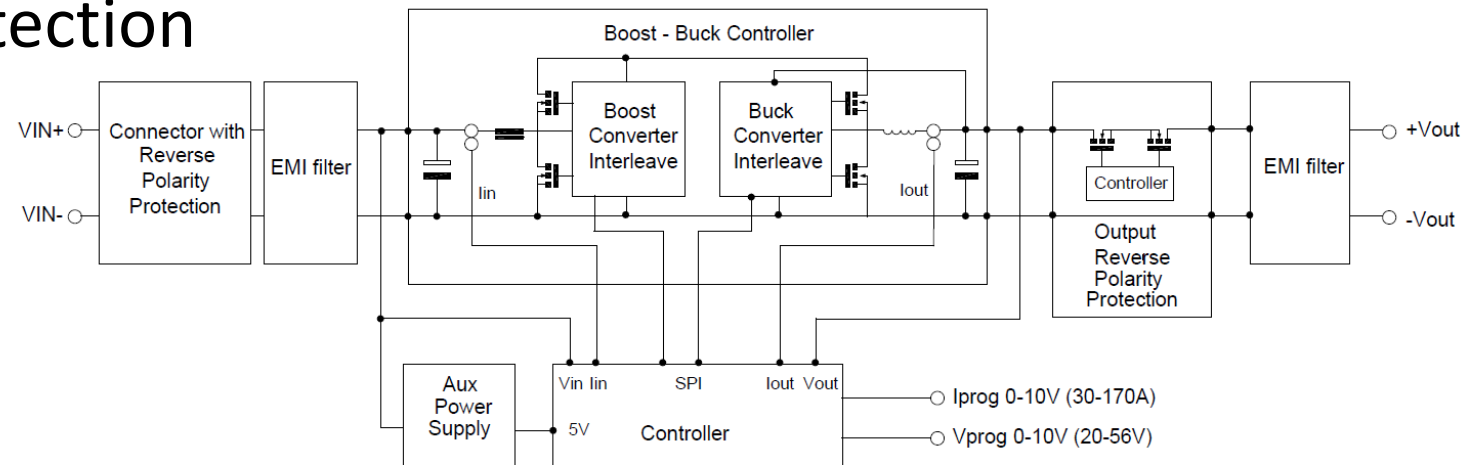 tection
Boost - Buck Controller
VIN+
VIN-
Connector with
Reverse
Polarity
Protection
EMI filter
Iin
Boost
Converter
Interleave
Buck
Converter
Interleave
Iout
Controller
Output
Reverse
Polarity
Protection
EMI filter
+Vout
-Vout
Aux
Power
Supply
Vin Iin SPI Iout Vout
5V Controller
Iprog 0-10V (30-170A)
Vprog 0-10V (20-56V)